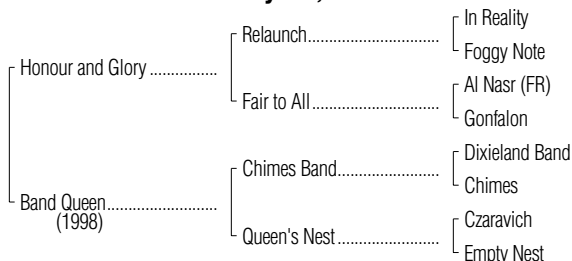 In Reality
Relaunch..................................
Foggy Note
Honour and Glory ................
Al Nasr (FR)
Fair to All.................................
Gonfalon
Dixieland Band
Chimes Band..........................
Chimes
Band Queen...........................
(1998)
Czaravich
Queen's Nest...........................
Empty Nest